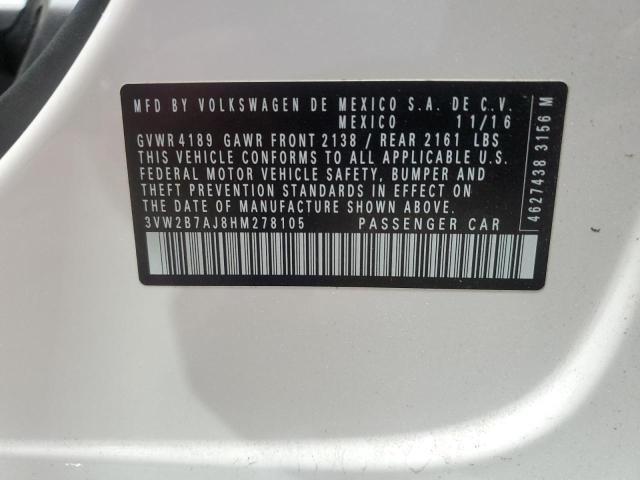 MFD BY VOLKSWAGEN DE MEXICO S.A. DE C.V.
MEXICO 11/16
GVWR 4189 GAWR FRONT 2138 / REAR 2161 LBS
THIS VEHICLE CONFORMS TO ALL APPLICABLE U.S.
FEDERAL MOTOR VEHICLE SAFETY, BUMPER AND
THEFT PREVENTION STANDARDS IN EFFECT ON
THE DATE OF MANUFACTURE SHOWN ABOVE.
3VW2B7AJ8HM278105 PASSENGER CAR
4627438 3156 M